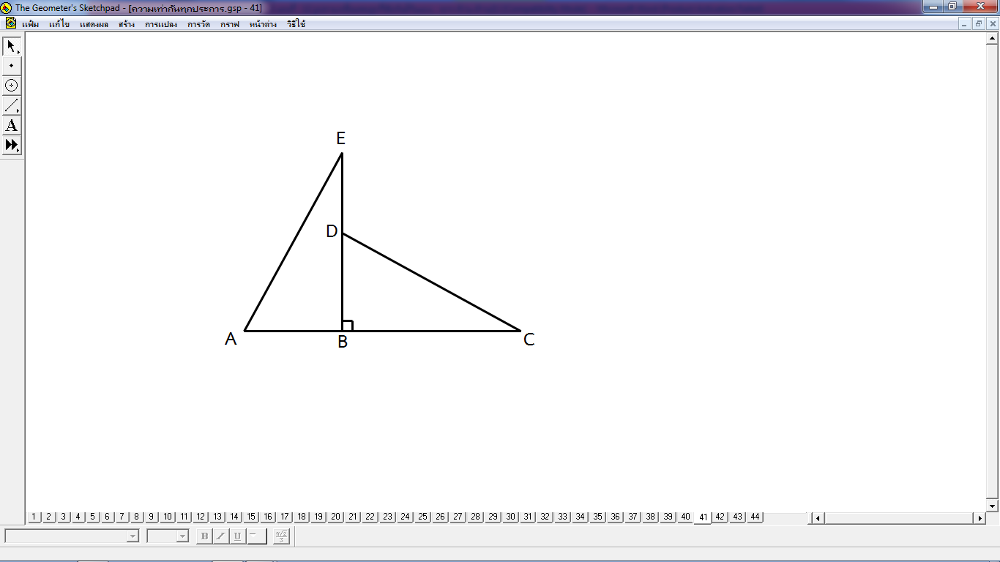 The Geometer's Sketchpad - [ความเท่ากันทุกประการ.gsp - 41]
แฟ้ม แก้ไข แสดงผล สร้าง การแปลง การวัด กราฟ หน้าต่าง วิธีใช้
A
E
D
A
B
C
1 2 3 4 5 6 7 8 9 10 11 12 13 14 15 16 17 18 19 20 21 22 23 24 25 26 27 28 29 30 31 32 33 34 35 36 37 38 39 40 41 42 43 44
B I U